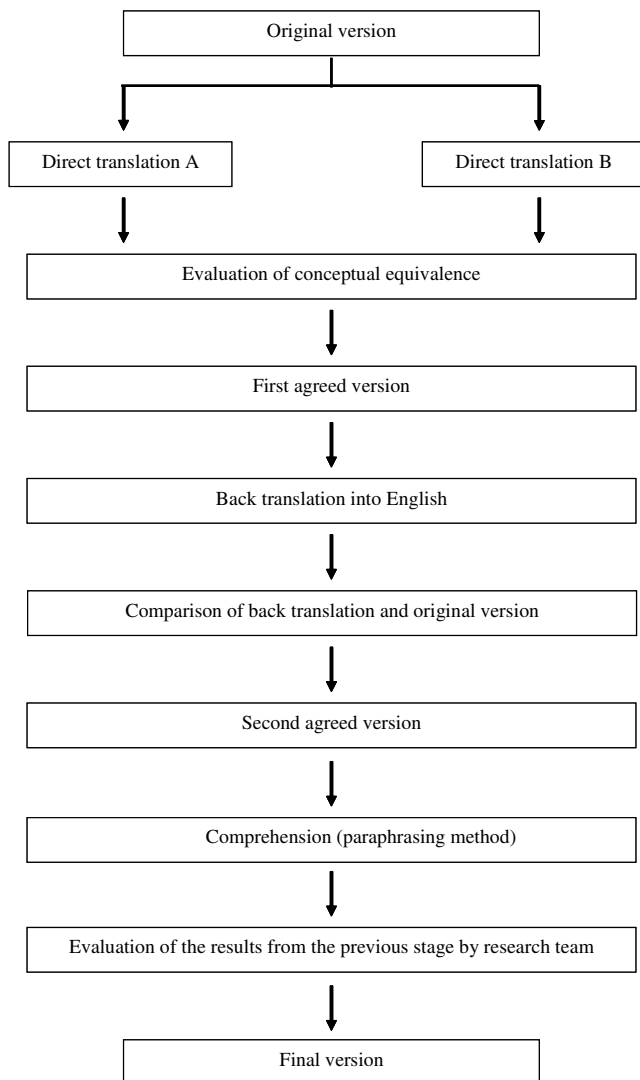 Original version
Direct translation A
Direct translation B
Evaluation of conceptual equivalence
First agreed version
Back translation into English
Comparison of back translation and original version
Second agreed version
Comprehension (paraphrasing method)
Evaluation of the results from the previous stage by research team
Final version